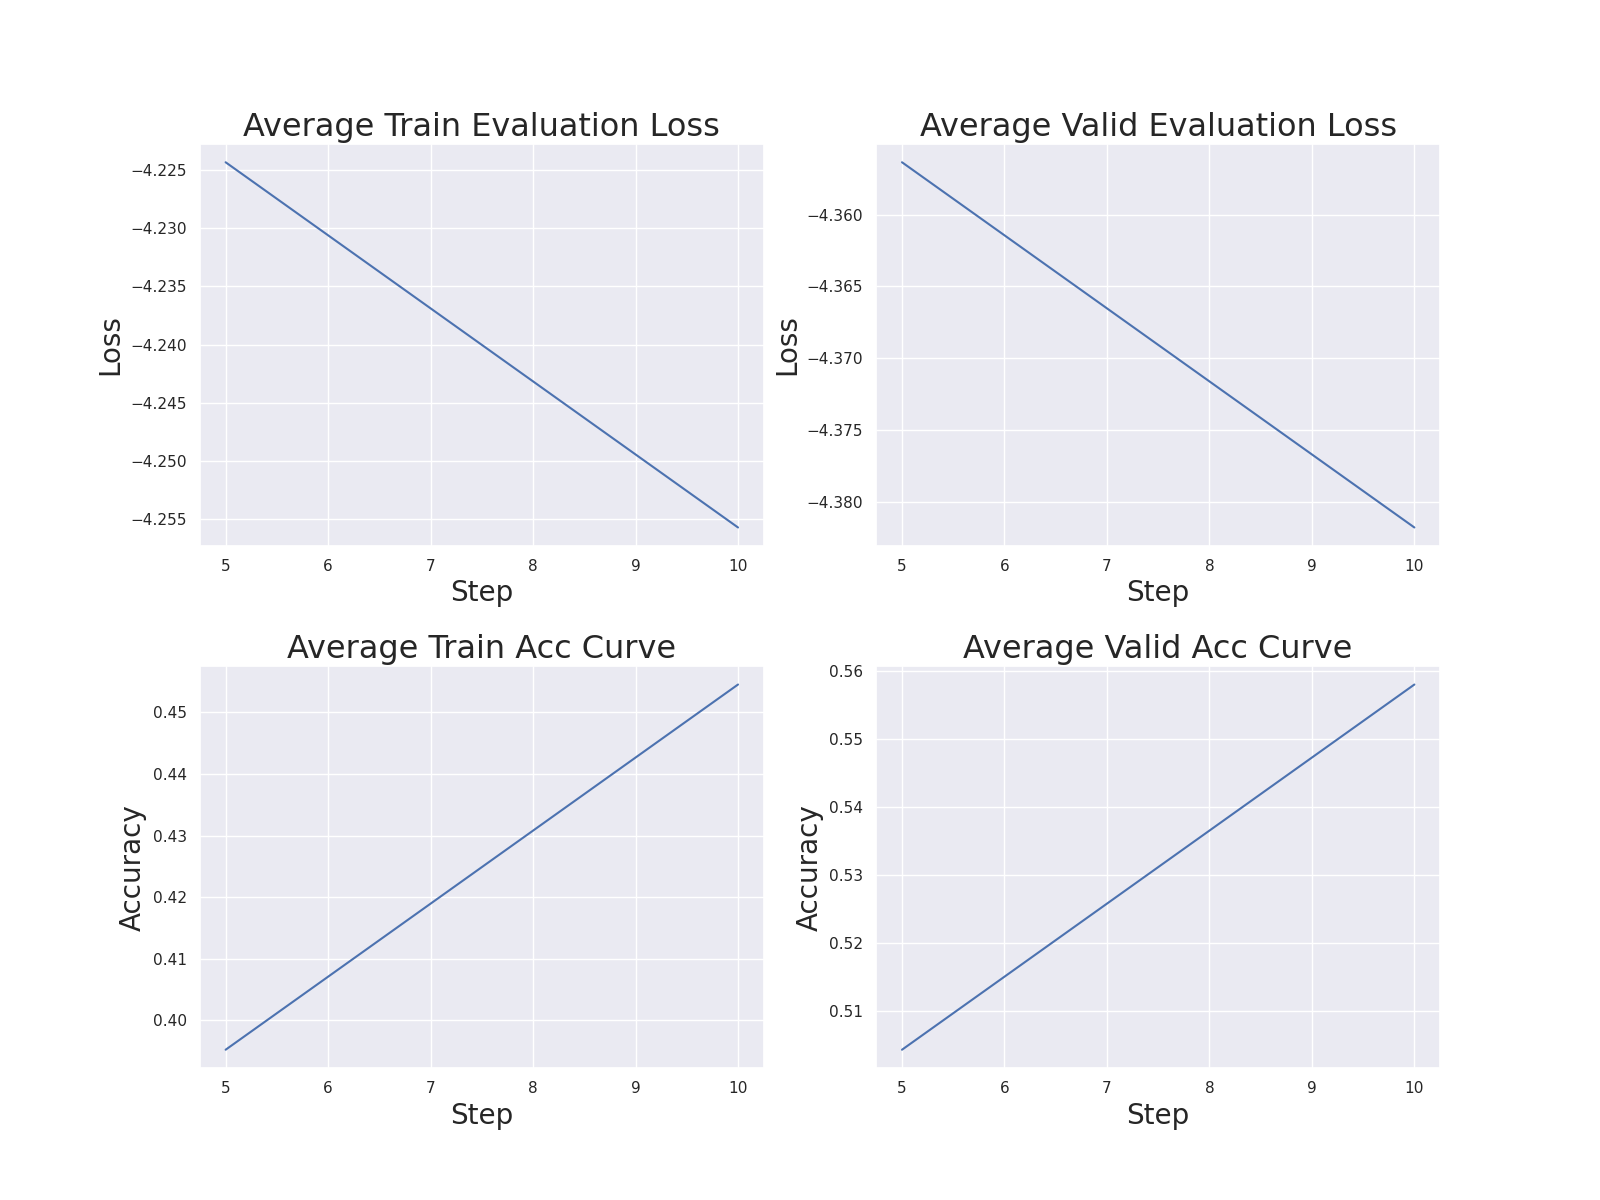 Average Train Evaluation Loss
−4.225
−4.230
−4.235
−4.240
−4.245
−4.250
−4.255
Loss
5 6 7 8 9 10
Step
Average Valid Evaluation Loss
−4.360
−4.365
−4.370
−4.375
−4.380
Loss
5 6 7 8 9 10
Step
Average Train Acc Curve
0.45
0.44
0.43
0.42
0.41
0.40
Accuracy
5 6 7 8 9 10
Step
Average Valid Acc Curve
0.56
0.55
0.54
0.53
0.52
0.51
Accuracy
5 6 7 8 9 10
Step